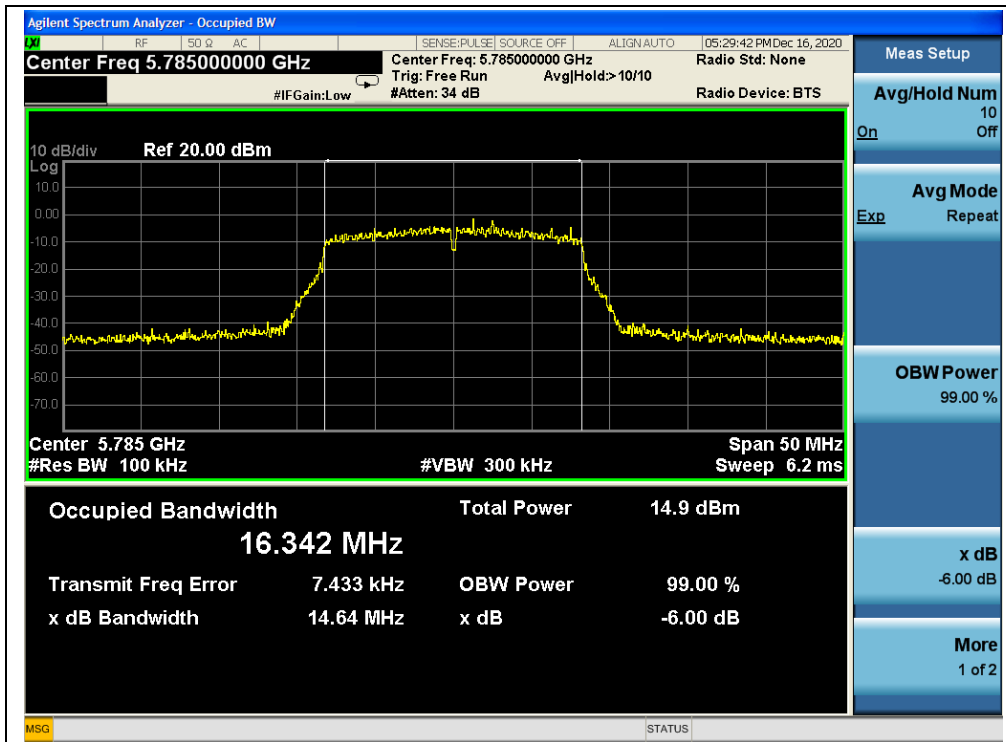 Agilent Spectrum Analyzer - Occupied BW
LXI RF 50 Ω AC SENSE:PULSE SOURCE OFF ALIGN AUTO 05:29:42 PM Dec 16, 2020
Center Freq 5.785000000 GHz
Center Freq: 5.785000000 GHz
Radio Std: None
Trig: Free Run Avg|Hold:>10/10
#IFGain:Low #Atten: 34 dB
Radio Device: BTS
10 dB/div Ref 20.00 dBm
Log
10.0
0.00
-10.0
-20.0
-30.0
-40.0
-50.0
-60.0
-70.0
Center 5.785 GHz Span 50 MHz
#Res BW 100 kHz #VBW 300 kHz Sweep 6.2 ms
Occupied Bandwidth Total Power 14.9 dBm
16.342 MHz
Transmit Freq Error 7.433 kHz OBW Power 99.00 %
x dB Bandwidth 14.64 MHz x dB -6.00 dB
Meas Setup
Avg/Hold Num
10
On Off
Avg Mode
Exp Repeat
OBW Power
99.00 %
x dB
-6.00 dB
More
1 of 2
MSG STATUS